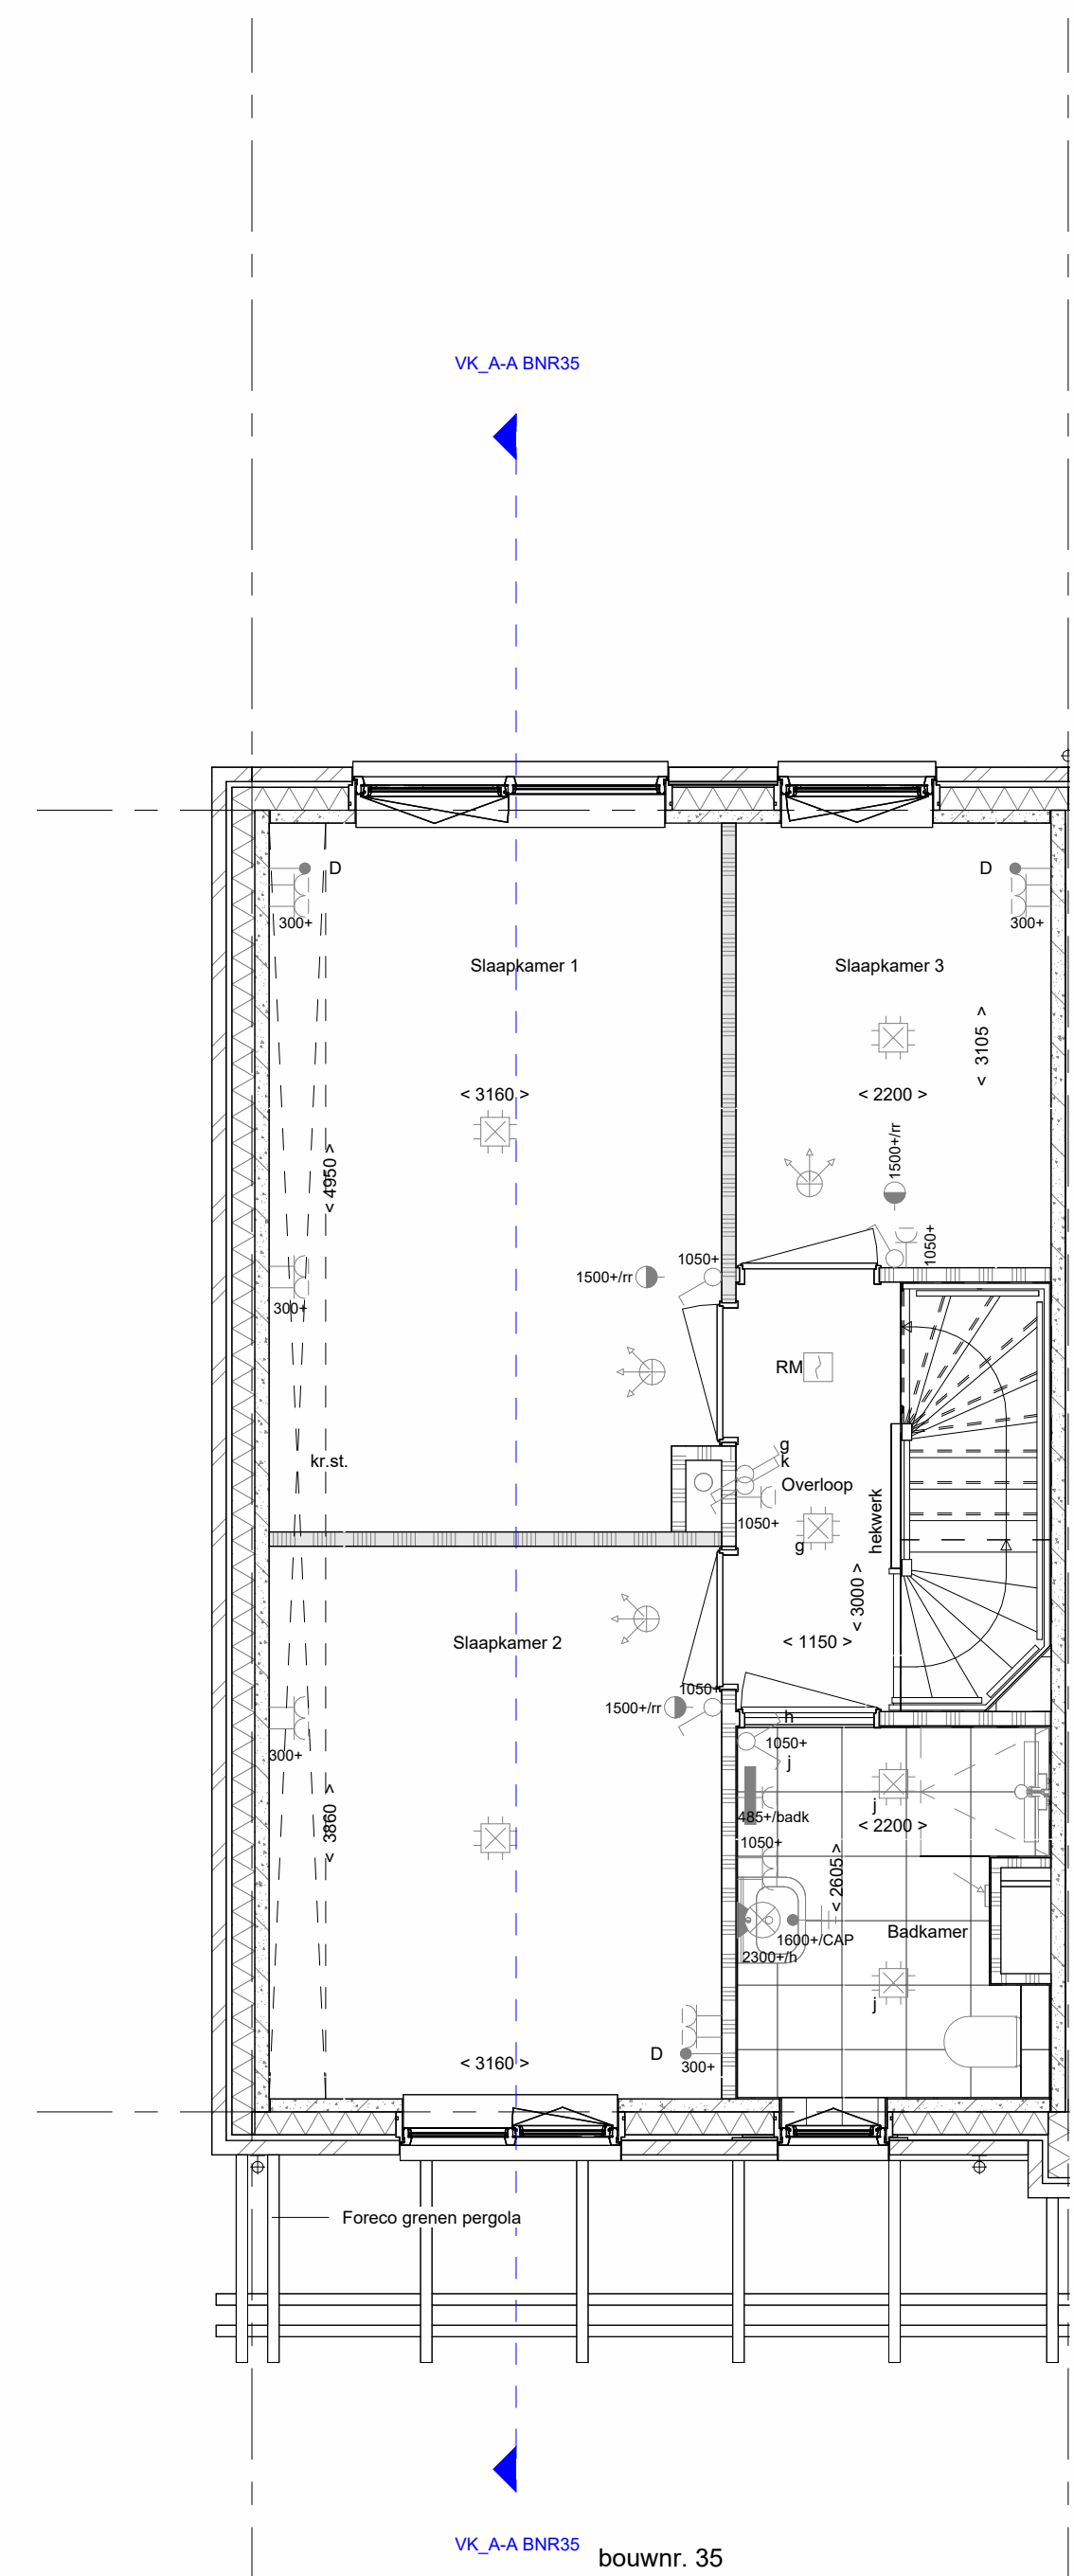 VK_A-A BNR35
D
D
300+
300+
Slaapkamer 1
Slaapkamer 3
< 3105 >
< 3160 >
< 2200 >
< 4950 >
1500+/rr
1050+
1050+
1500+/rr
300+
RM
g
k
kr.st.
Overloop
1050+
hekwerk
g
< 3000 >
< 1150 >
Slaapkamer 2
1050+
1500+/rr
h
1050+
300+
j
j
485+/badk
< 2200 >
1050+
< 3860 >
< 2605 >
Badkamer
1600+/CAP
2300+/h
j
D
300+
< 3160 >
Foreco grenen pergola
VK_A-A BNR35
bouwnr. 35